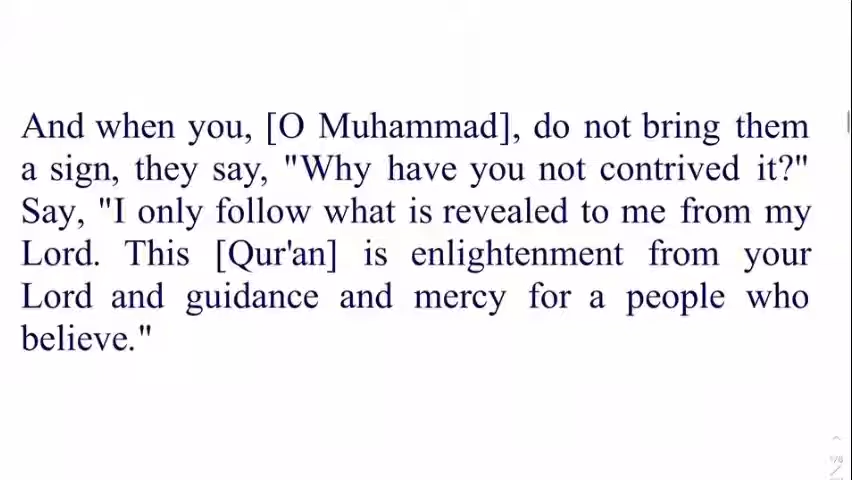 And when you, [O Muhammad], do not bring them
a sign, they say, "Why have you not contrived it?"
Say, "I only follow what is revealed to me from my
Lord. This [Qur'an] is enlightenment from your
Lord and guidance and mercy for a people who
believe."